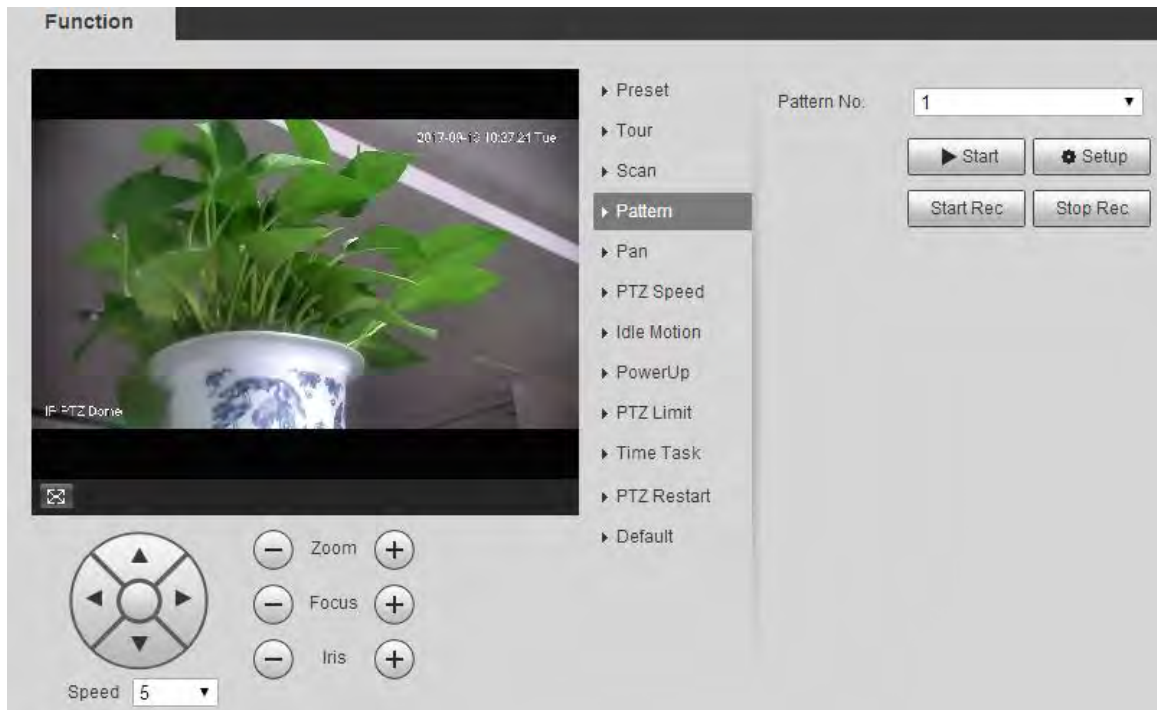 Function
2017-09-1 10:37:21 Tue
IP PTZ Dome
Preset
Tour
Scan
Pattern
Pan
PTZ Speed
Idle Motion
PowerUp
PTZ Limit
Time Task
PTZ Restart
Default
Pattern No:
1
Start
Setup
Start Rec
Stop Rec
Zoom
Focus
Iris
Speed
5